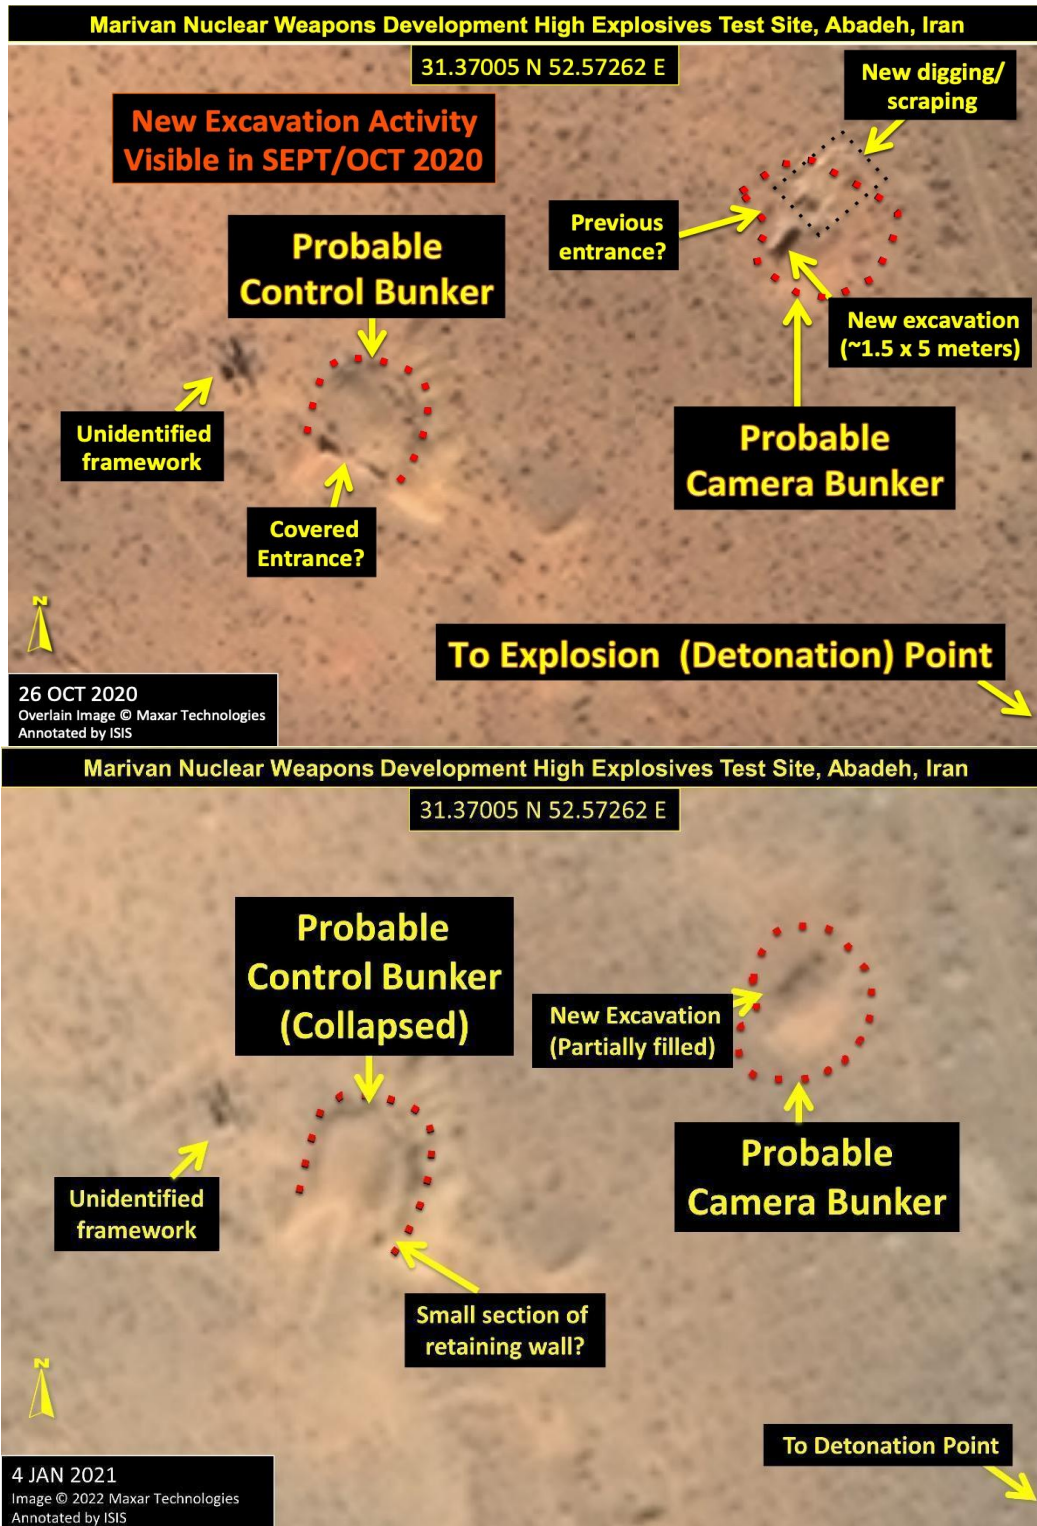 Marivan Nuclear Weapons Development High Explosives Test Site, Abadeh, Iran
31.37005 N 52.57262 E
New digging/
scraping
New Excavation Activity
Visible in SEPT/OCT 2020
Previous
entrance?
Probable
Control Bunker
New excavation
(~1.5 x 5 meters)
Unidentified
framework
Probable
Camera Bunker
Covered
Entrance?
N
To Explosion (Detonation) Point
26 OCT 2020
Overlain Image © Maxar Technologies
Annotated by ISIS
Marivan Nuclear Weapons Development High Explosives Test Site, Abadeh, Iran
31.37005 N 52.57262 E
Probable
Control Bunker
(Collapsed)
New Excavation
(Partially filled)
Probable
Camera Bunker
Unidentified
framework
Small section of
retaining wall?
N
To Detonation Point
4 JAN 2021
Image © 2022 Maxar Technologies
Annotated by ISIS